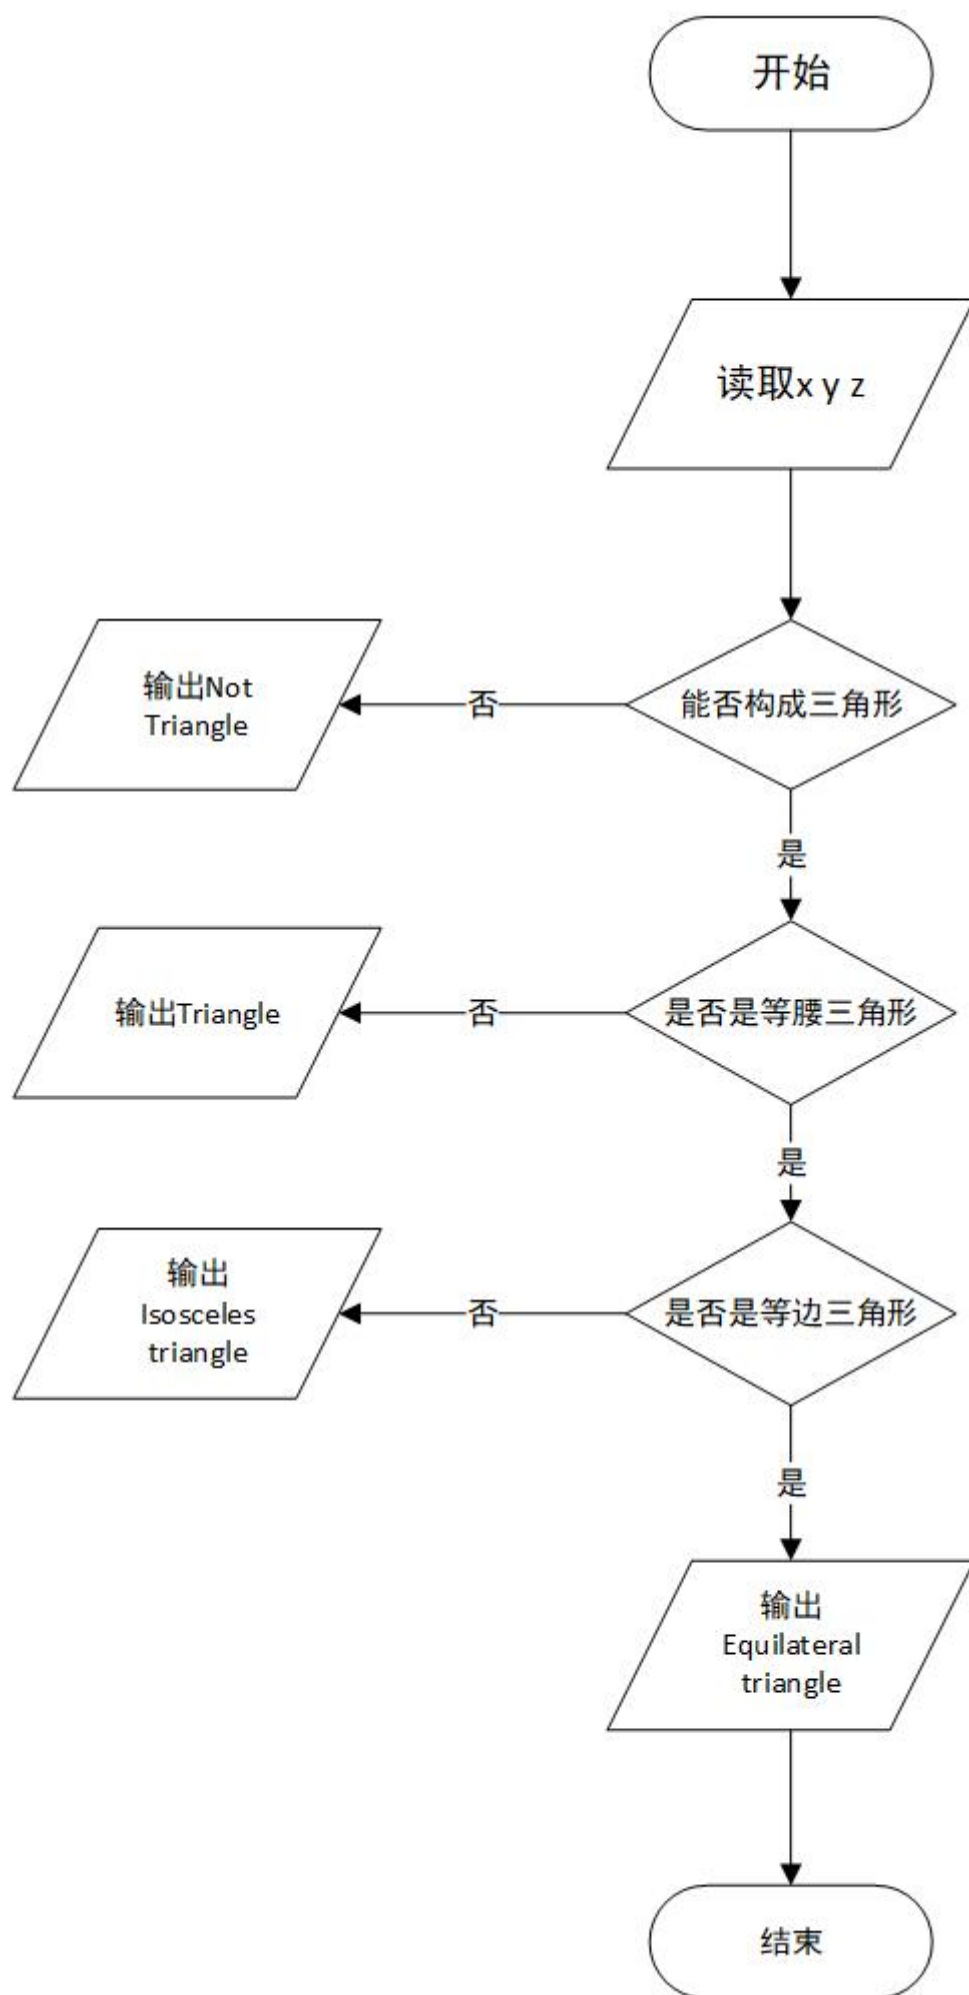 开始
读取x y z
能否构成三角形
否
输出Not
Triangle
是
是否是等腰三角形
否
输出Triangle
是
是否是等边三角形
否
输出
Isosceles
triangle
是
输出
Equilateral
triangle
结束